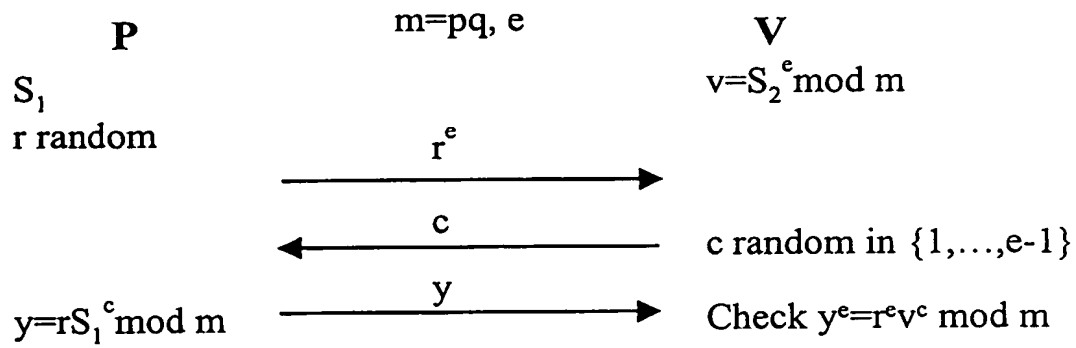 P m=pq, e V
S₁ v=S₂ᵉmod m
r random
rᵉ
c
c random in {1,...,e-1}
y
y=rS₁ᶜmod m Check yᵉ=rᵉvᶜ mod m